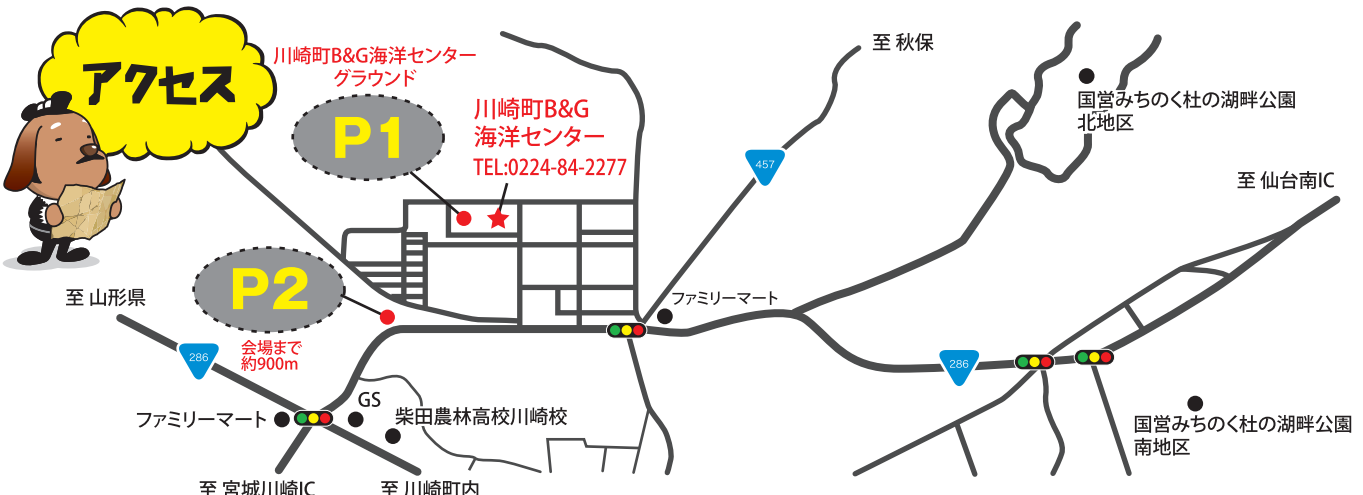 アクセス
川崎町B&G海洋センター
グラウンド
P1
川崎町B&G
海洋センター
TEL:0224-84-2277
至 秋保
457
国営みちのく杜の湖畔公園
北地区
至 仙台南IC
P2
会場まで
約900m
至 山形県
286
ファミリーマート
ファミリーマート
GS
柴田農林高校川崎校
286
国営みちのく杜の湖畔公園
南地区
至 宮城川崎IC
至 川崎町内